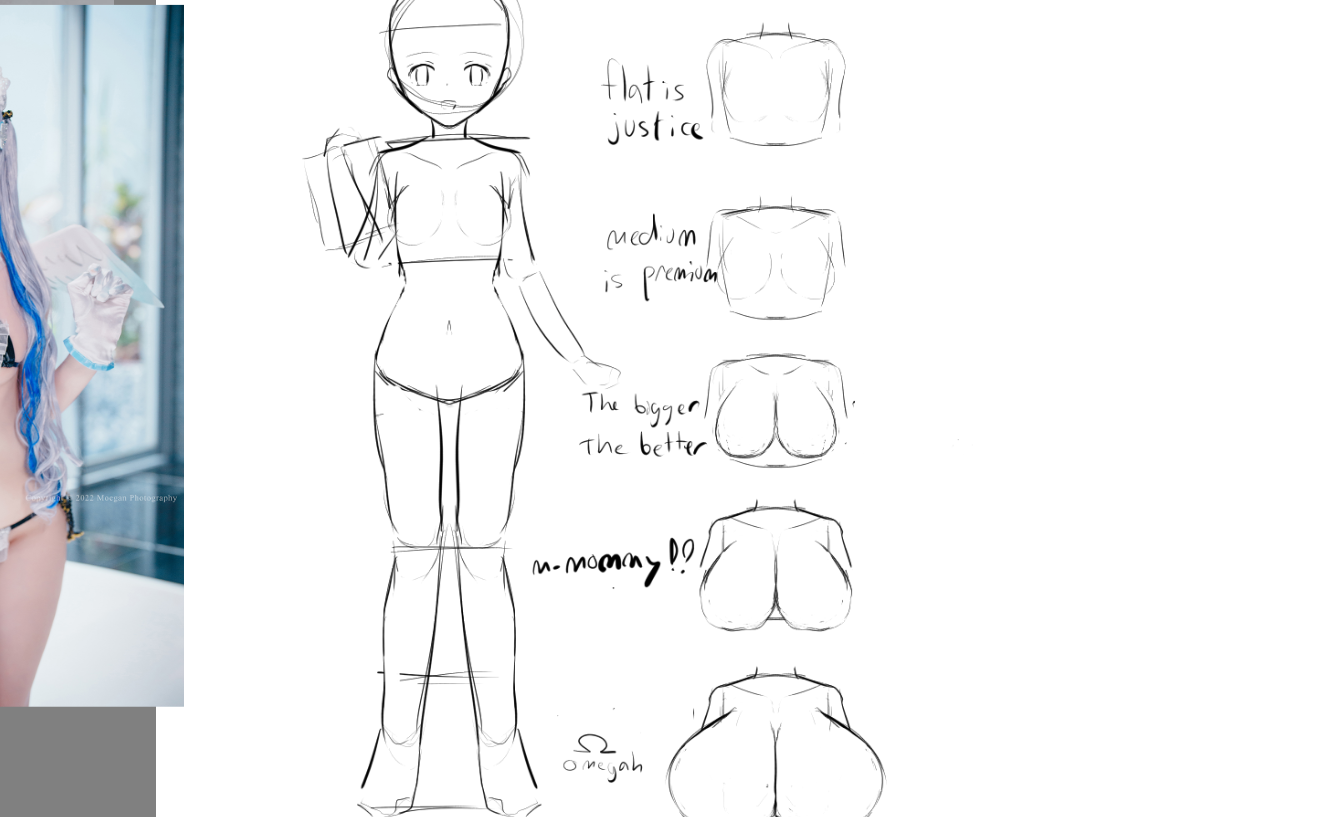 flat is
justice
medium
is premium
The bigger
The better
m-mommy!?
Ω
omegah
Copyright © 2022 Moegan Photography